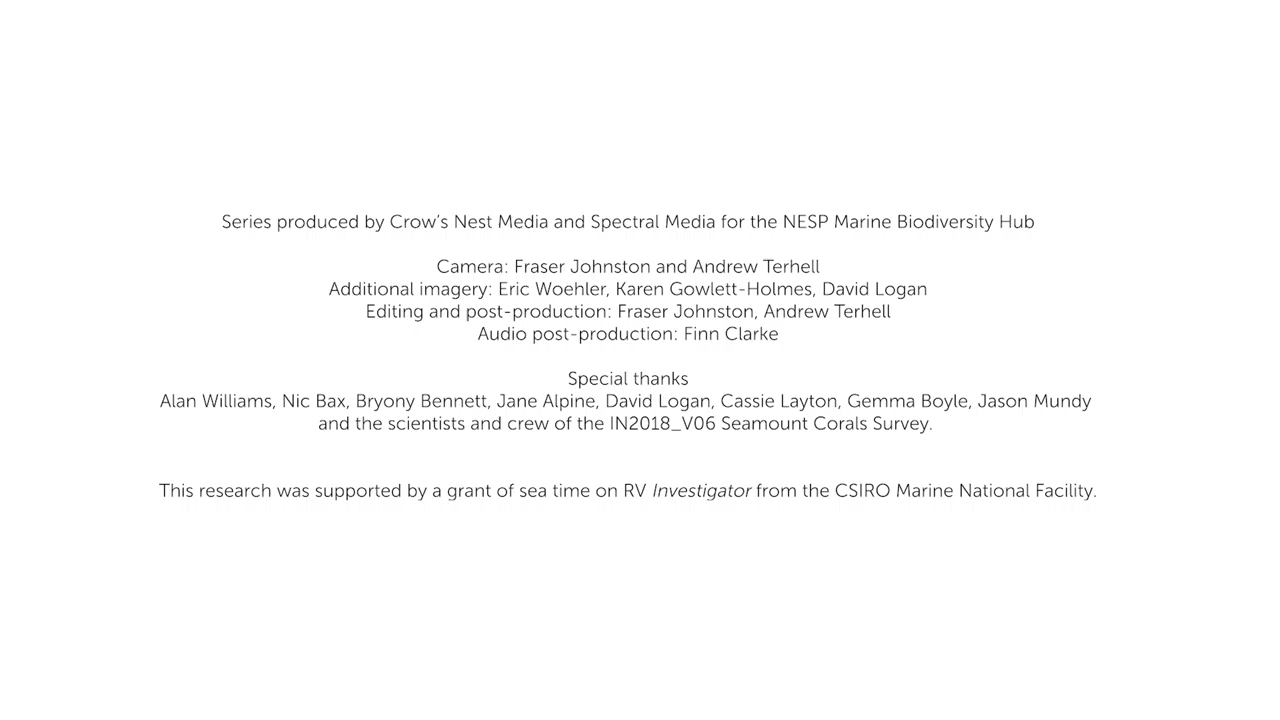 Series produced by Crow's Nest Media and Spectral Media for the NESP Marine Biodiversity Hub
Camera: Fraser Johnston and Andrew Terhell
Additional imagery: Eric Woehler, Karen Gowlett-Holmes, David Logan
Editing and post-production: Fraser Johnston, Andrew Terhell
Audio post-production: Finn Clarke
Special thanks
Alan Williams, Nic Bax, Bryony Bennett, Jane Alpine, David Logan, Cassie Layton, Gemma Boyle, Jason Mundy
and the scientists and crew of the IN2018_V06 Seamount Corals Survey.
This research was supported by a grant of sea time on RV Investigator from the CSIRO Marine National Facility.